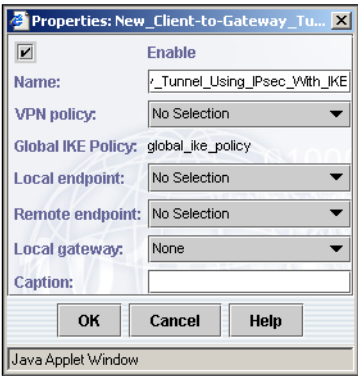 Properties: New_Client-to-Gateway_Tu...
Enable
Name: _Tunnel_Using_IPsec_With_IKE
VPN policy: No Selection
Global IKE Policy: global_ike_policy
Local endpoint: No Selection
Remote endpoint: No Selection
Local gateway: None
Caption:
OK Cancel Help
Java Applet Window